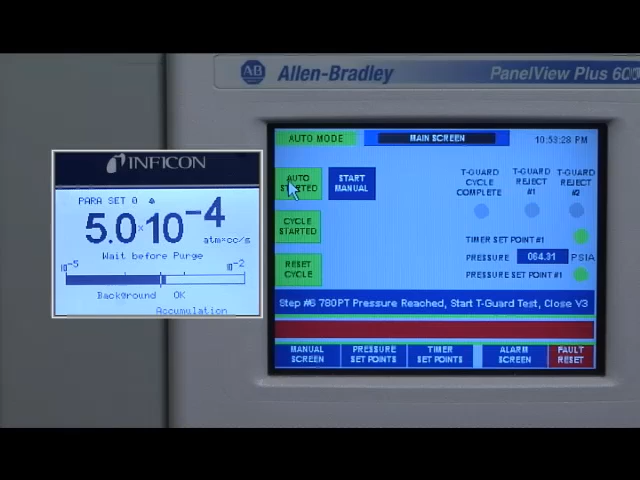 AB Allen-Bradley PanelView Plus 600
AUTO MODE MAIN SCREEN 10:53:28 PM
AUTO STARTED
START MANUAL
T-GUARD CYCLE COMPLETE
T-GUARD REJECT #1
T-GUARD REJECT #2
CYCLE STARTED
TIMER SET POINT #1
PRESSURE 064.31 PSIA
RESET CYCLE
PRESSURE SET POINT #1
Step #6 780PT Pressure Reached, Start T-Guard Test, Close V3
MANUAL SCREEN
PRESSURE SET POINTS
TIMER SET POINTS
ALARM SCREEN
FAULT RESET
INFICON
PARA SET 0
5.0×10⁻⁴ atm*cc/s
Wait before Purge
10⁻⁵ 10⁻²
Background OK
Accumulation